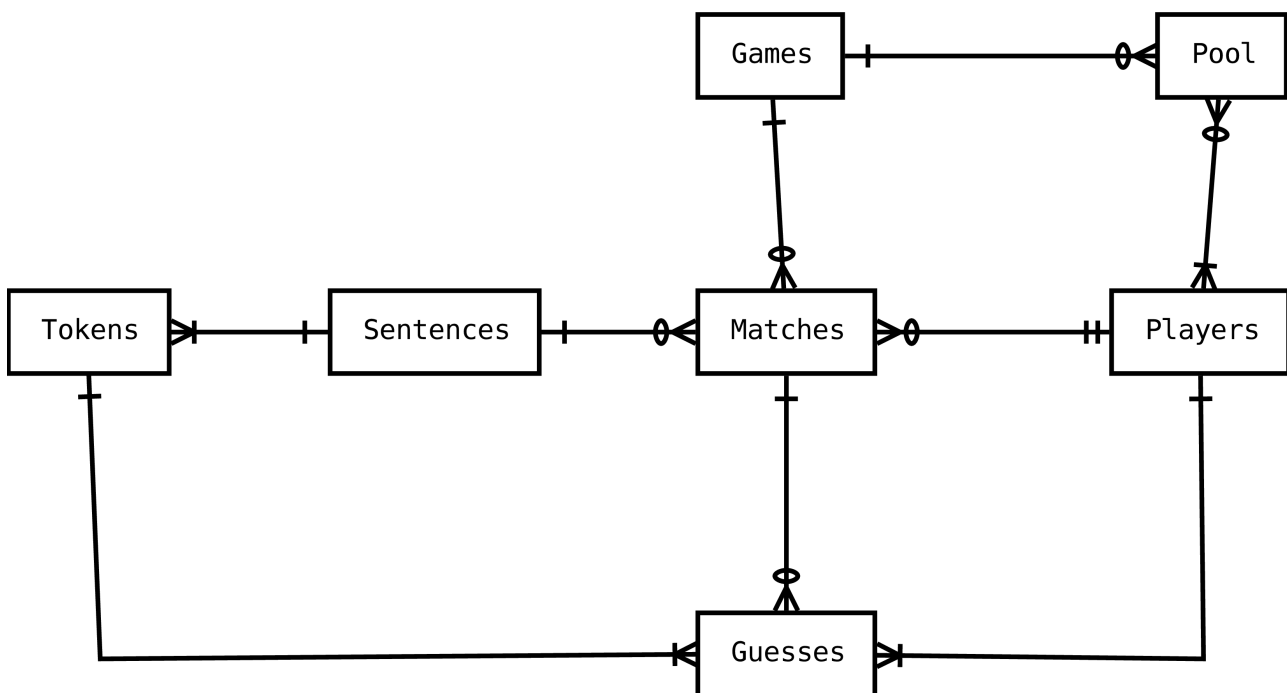 Games
Pool
Tokens
Sentences
Matches
Players
Guesses